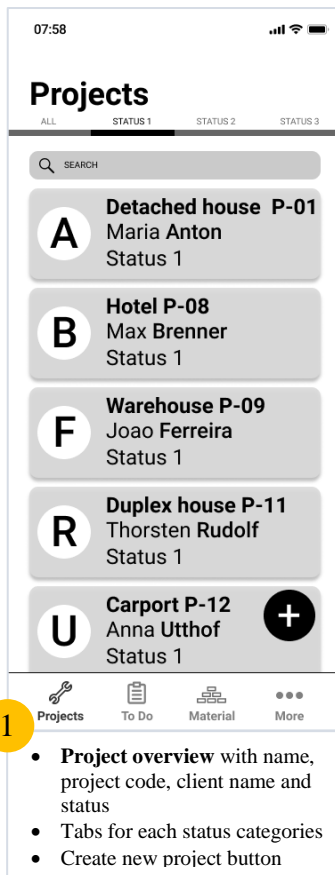 07:58
Projects
ALL STATUS 1 STATUS 2 STATUS 3
SEARCH
A
Detached house P-01
Maria Anton
Status 1
B
Hotel P-08
Max Brenner
Status 1
F
Warehouse P-09
Joao Ferreira
Status 1
R
Duplex house P-11
Thorsten Rudolf
Status 1
U
Carport P-12
Anna Utthof
Status 1
+
Projects To Do Material More
1
• Project overview with name,
project code, client name and
status
• Tabs for each status categories
• Create new project button